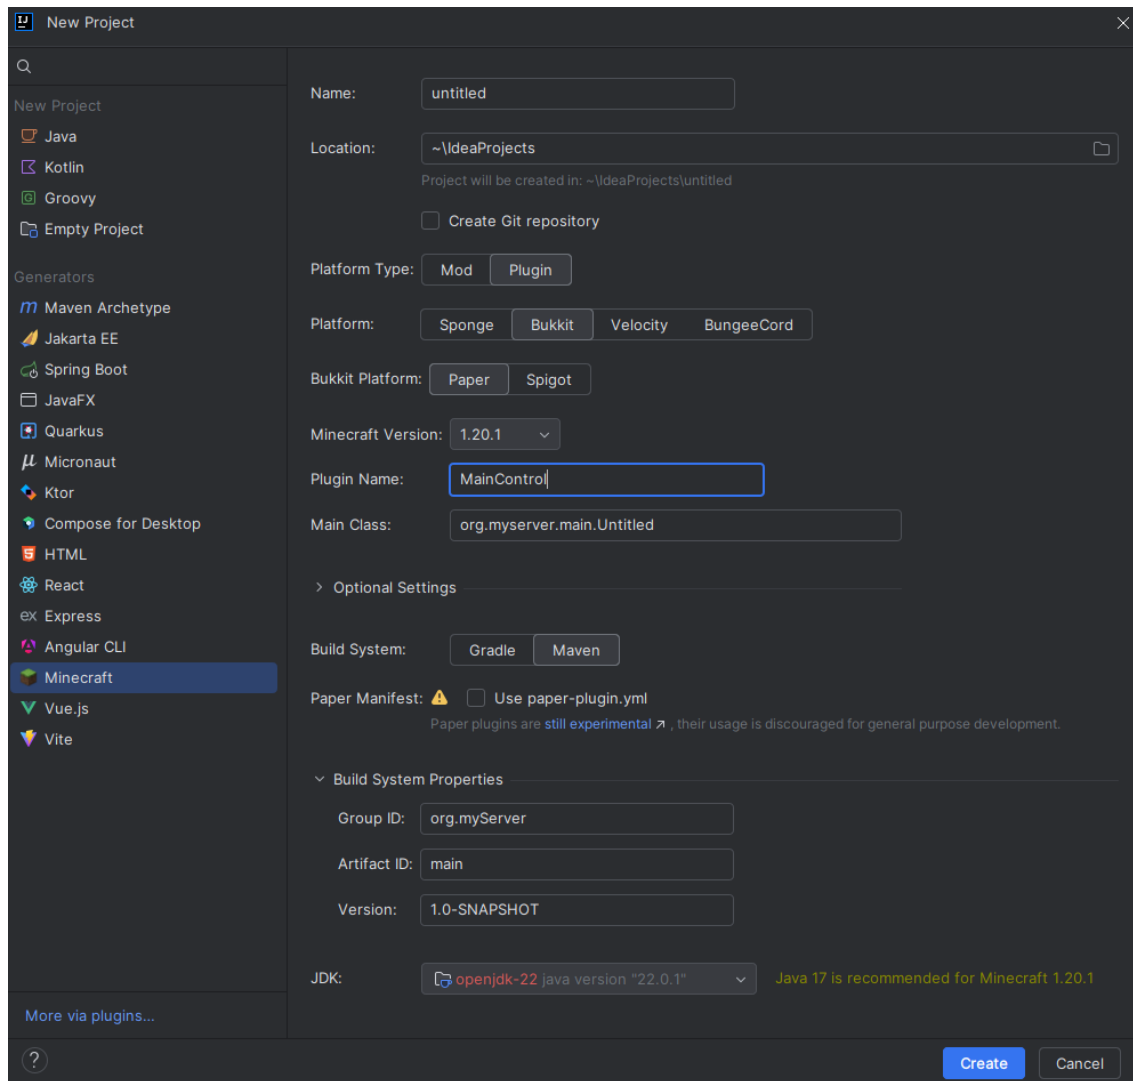 New Project
New Project
Java
Kotlin
Groovy
Empty Project
Generators
Maven Archetype
Jakarta EE
Spring Boot
JavaFX
Quarkus
Micronaut
Ktor
Compose for Desktop
HTML
React
ex Express
Angular CLI
Minecraft
Vue.js
Vite
More via plugins...
Name: untitled
Location: ~\IdeaProjects
Project will be created in: ~\IdeaProjects\untitled
Create Git repository
Platform Type: Mod Plugin
Platform: Sponge Bukkit Velocity BungeeCord
Bukkit Platform: Paper Spigot
Minecraft Version: 1.20.1
Plugin Name: MainControl
Main Class: org.myserver.main.Untitled
Optional Settings
Build System: Gradle Maven
Paper Manifest: Use paper-plugin.yml
Paper plugins are still experimental ↗ , their usage is discouraged for general purpose development.
Build System Properties
Group ID: org.myServer
Artifact ID: main
Version: 1.0-SNAPSHOT
JDK: openjdk-22 java version "22.0.1" Java 17 is recommended for Minecraft 1.20.1
? Create Cancel